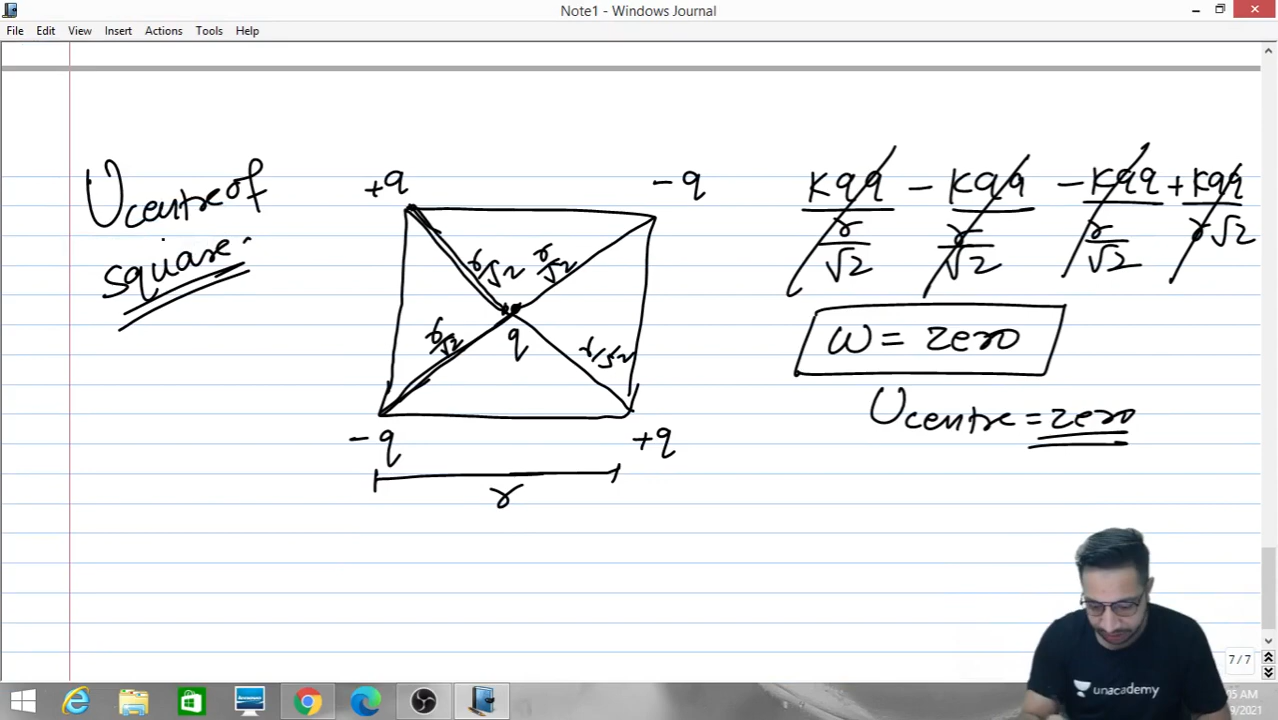 Note1 - Windows Journal
File Edit View Insert Actions Tools Help
Ucentre of
square
+q
-q
r/√2
r/√2
r/√2
r/√2
q
-q
+q
r
Kqq/(r/√2) - Kqq/(r/√2) - Kqq/(r/√2) + Kqq/(r√2)
ω = zero
Ucentre = zero
7 / 7
unacademy